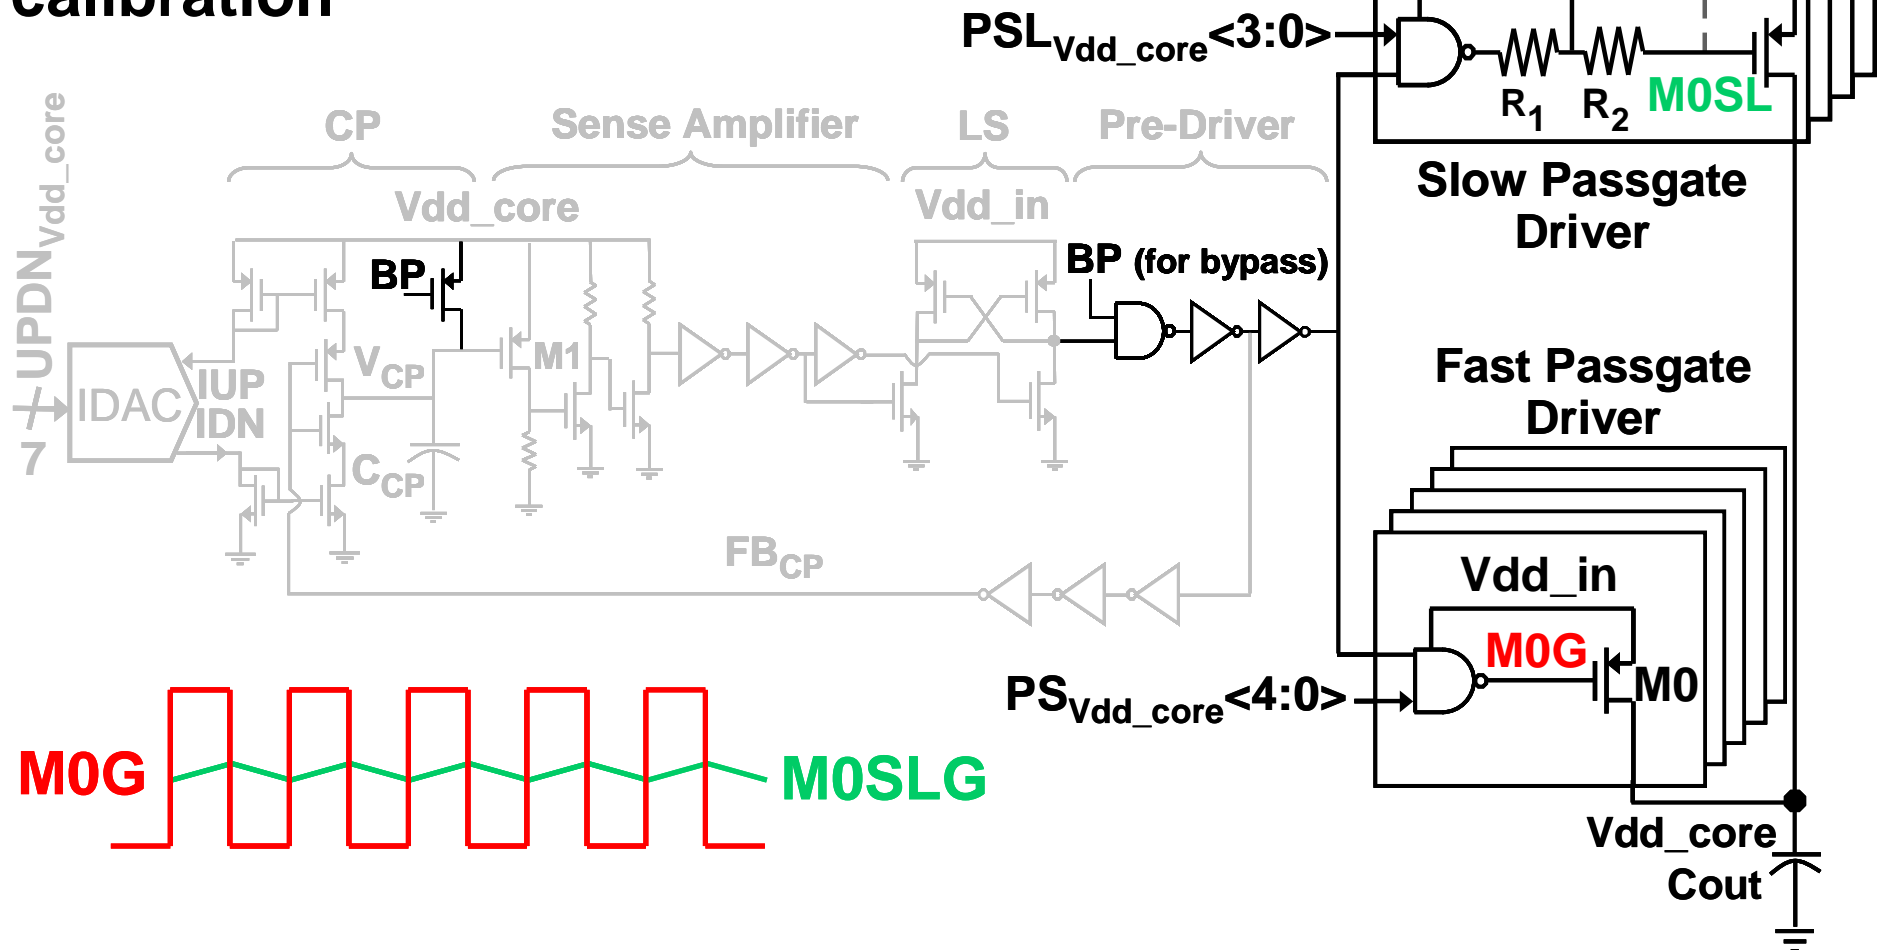 calibration
PSLVdd_core<3:0>
R1
R2
M0SL
Slow Passgate
Driver
CP
Sense Amplifier
LS
Pre-Driver
UPDNVdd_core
7
Vdd_core
Vdd_in
BP
BP (for bypass)
IDAC
IUP
IDN
VCP
CCP
M1
FBCP
Fast Passgate
Driver
Vdd_in
M0G
M0
PSVdd_core<4:0>
M0G
M0SLG
Vdd_core
Cout